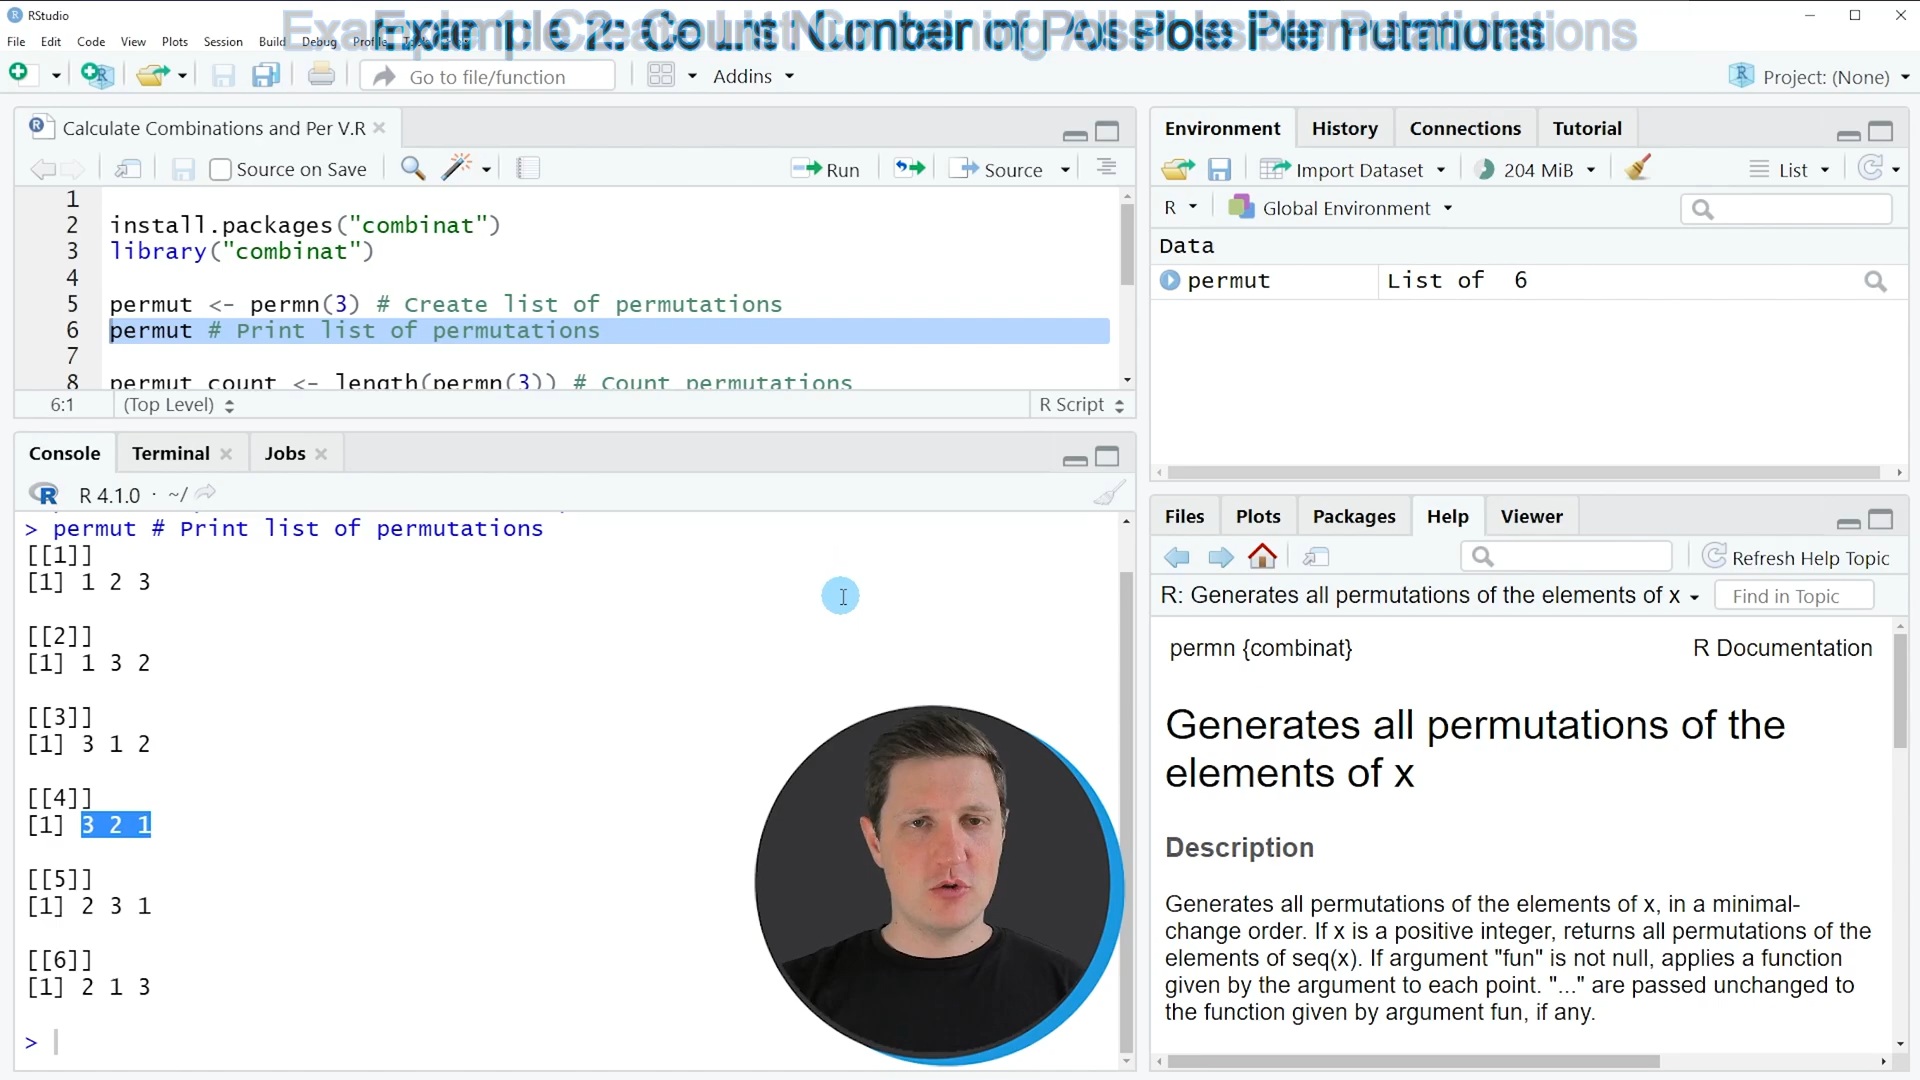 RStudio
Example 2: Count Number of Possible Permutations
File Edit Code View Plots Session Build Debug Profile
Go to file/function
Addins
Project: (None)
Calculate Combinations and Per V.R
Source on Save
Run
Source
1
2 install.packages("combinat")
3 library("combinat")
4
5 permut <- permn(3) # Create list of permutations
6 permut # Print list of permutations
7
8 permut_count <- length(permn(3)) # Count permutations
6:1 (Top Level)
R Script
Console Terminal Jobs
R 4.1.0 · ~/
> permut # Print list of permutations
[[1]]
[1] 1 2 3
[[2]]
[1] 1 3 2
[[3]]
[1] 3 1 2
[[4]]
[1] 3 2 1
[[5]]
[1] 2 3 1
[[6]]
[1] 2 1 3
>
Environment History Connections Tutorial
Import Dataset
204 MiB
List
R
Global Environment
Data
permut List of 6
Files Plots Packages Help Viewer
Refresh Help Topic
R: Generates all permutations of the elements of x
Find in Topic
permn {combinat}
R Documentation
Generates all permutations of the
elements of x
Description
Generates all permutations of the elements of x, in a minimal-
change order. If x is a positive integer, returns all permutations of the
elements of seq(x). If argument "fun" is not null, applies a function
given by the argument to each point. "..." are passed unchanged to
the function given by argument fun, if any.